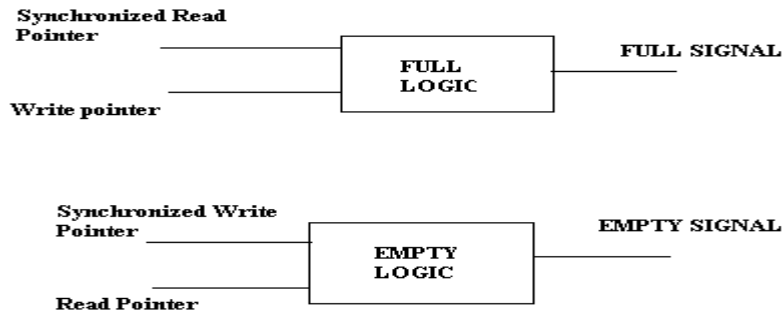 Synchronized Read
Pointer
FULL SIGNAL
FULL
LOGIC
Write pointer
Synchronized Write
Pointer
EMPTY SIGNAL
EMPTY
LOGIC
Read Pointer